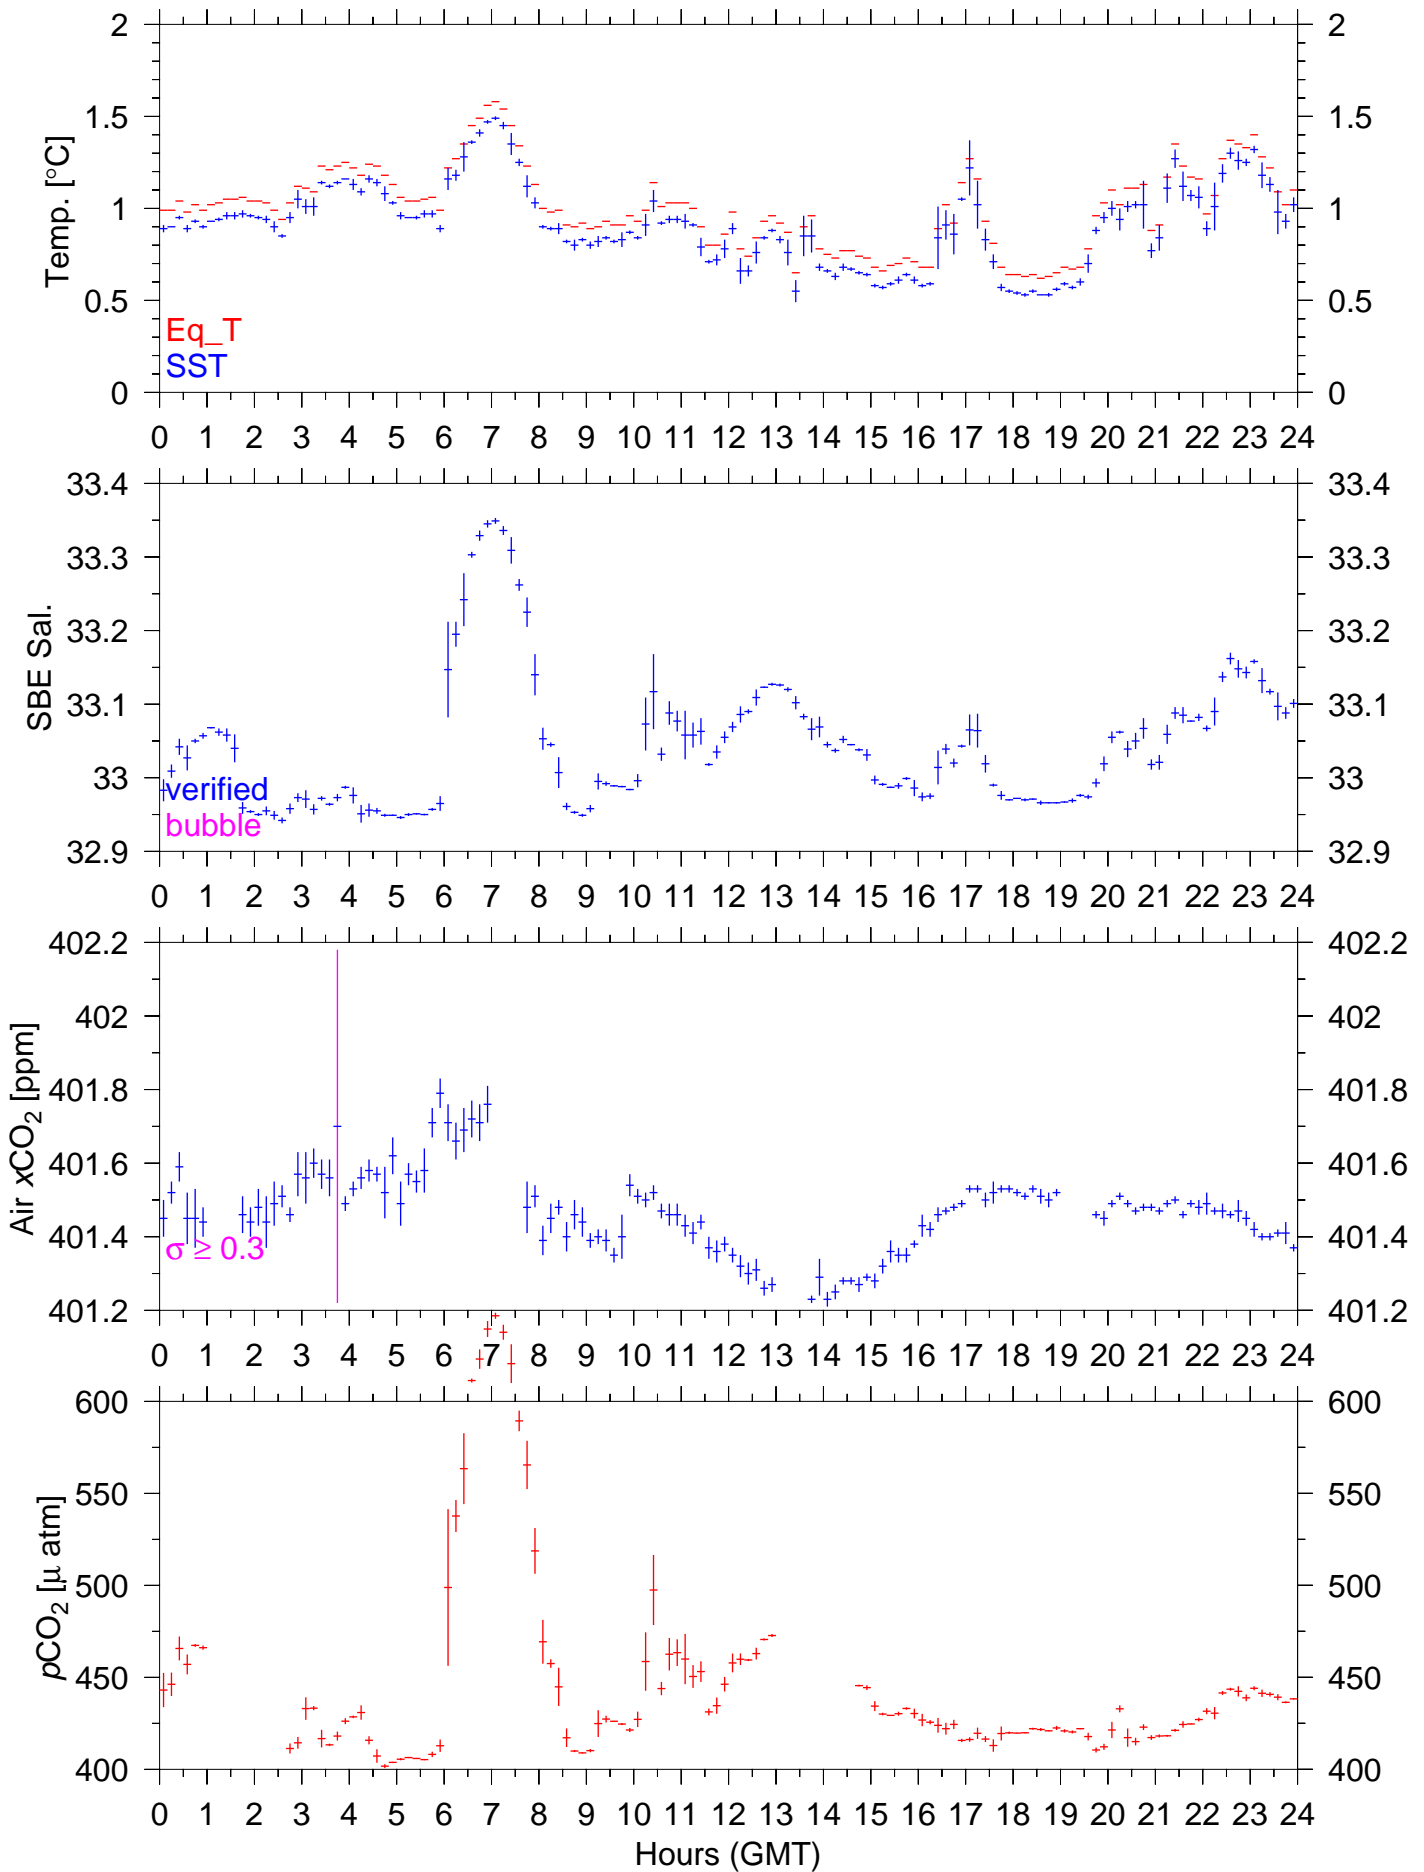 2 2
1.5 1.5
1 1
0.5 0.5
0 0
Temp. [°C]
Eq_T
SST
0 1 2 3 4 5 6 7 8 9 10 11 12 13 14 15 16 17 18 19 20 21 22 23 24
33.4 33.4
33.3 33.3
33.2 33.2
33.1 33.1
33 33
32.9 32.9
SBE Sal.
verified
bubble
0 1 2 3 4 5 6 7 8 9 10 11 12 13 14 15 16 17 18 19 20 21 22 23 24
402.2 402.2
402 402
401.8 401.8
401.6 401.6
401.4 401.4
401.2 401.2
Air xCO₂ [ppm]
σ ≥ 0.3
0 1 2 3 4 5 6 7 8 9 10 11 12 13 14 15 16 17 18 19 20 21 22 23 24
600 600
550 550
500 500
450 450
400 400
pCO₂ [μ atm]
0 1 2 3 4 5 6 7 8 9 10 11 12 13 14 15 16 17 18 19 20 21 22 23 24
Hours (GMT)